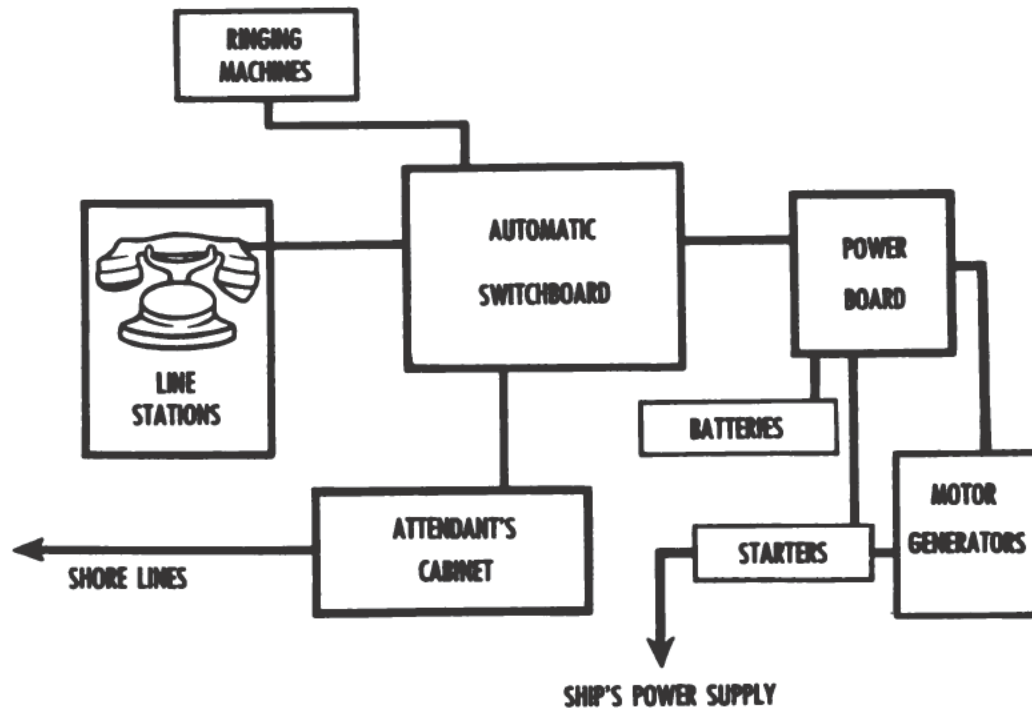 RINGING
MACHINES
AUTOMATIC
SWITCHBOARD
POWER
BOARD
LINE
STATIONS
BATTERIES
MOTOR
GENERATORS
ATTENDANT'S
CABINET
STARTERS
SHORE LINES
SHIP'S POWER SUPPLY